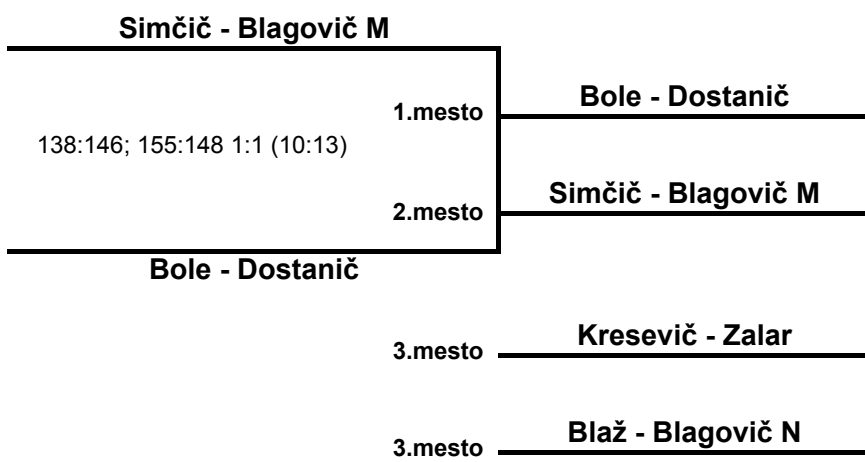 Simčič - Blagovič M
1.mesto
Bole - Dostanič
138:146; 155:148 1:1 (10:13)
2.mesto
Simčič - Blagovič M
Bole - Dostanič
3.mesto
Kresevič - Zalar
3.mesto
Blaž - Blagovič N